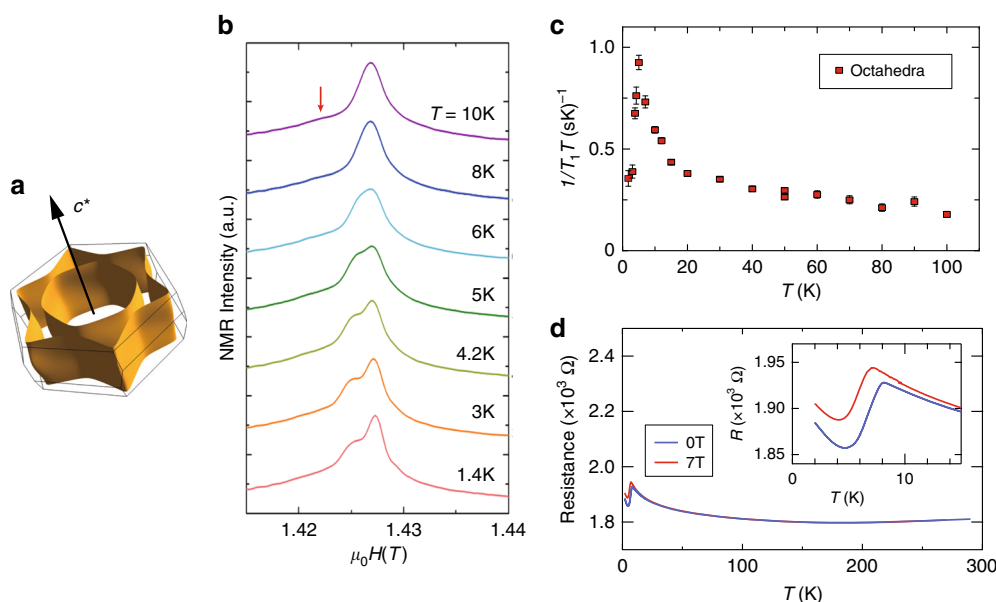 a
c*
b
NMR Intensity (a.u.)
T = 10K
8K
6K
5K
4.2K
3K
1.4K
1.42
1.43
1.44
μ₀H(T)
c
1/T₁T (sK)⁻¹
1.0
0.5
0
Octahedra
0
20
40
60
80
100
T (K)
d
Resistance (×10³ Ω)
2.4
2.2
2.0
1.8
1.6
0T
7T
R (×10³ Ω)
1.95
1.90
1.85
0
10
T (K)
0
100
200
300
T (K)